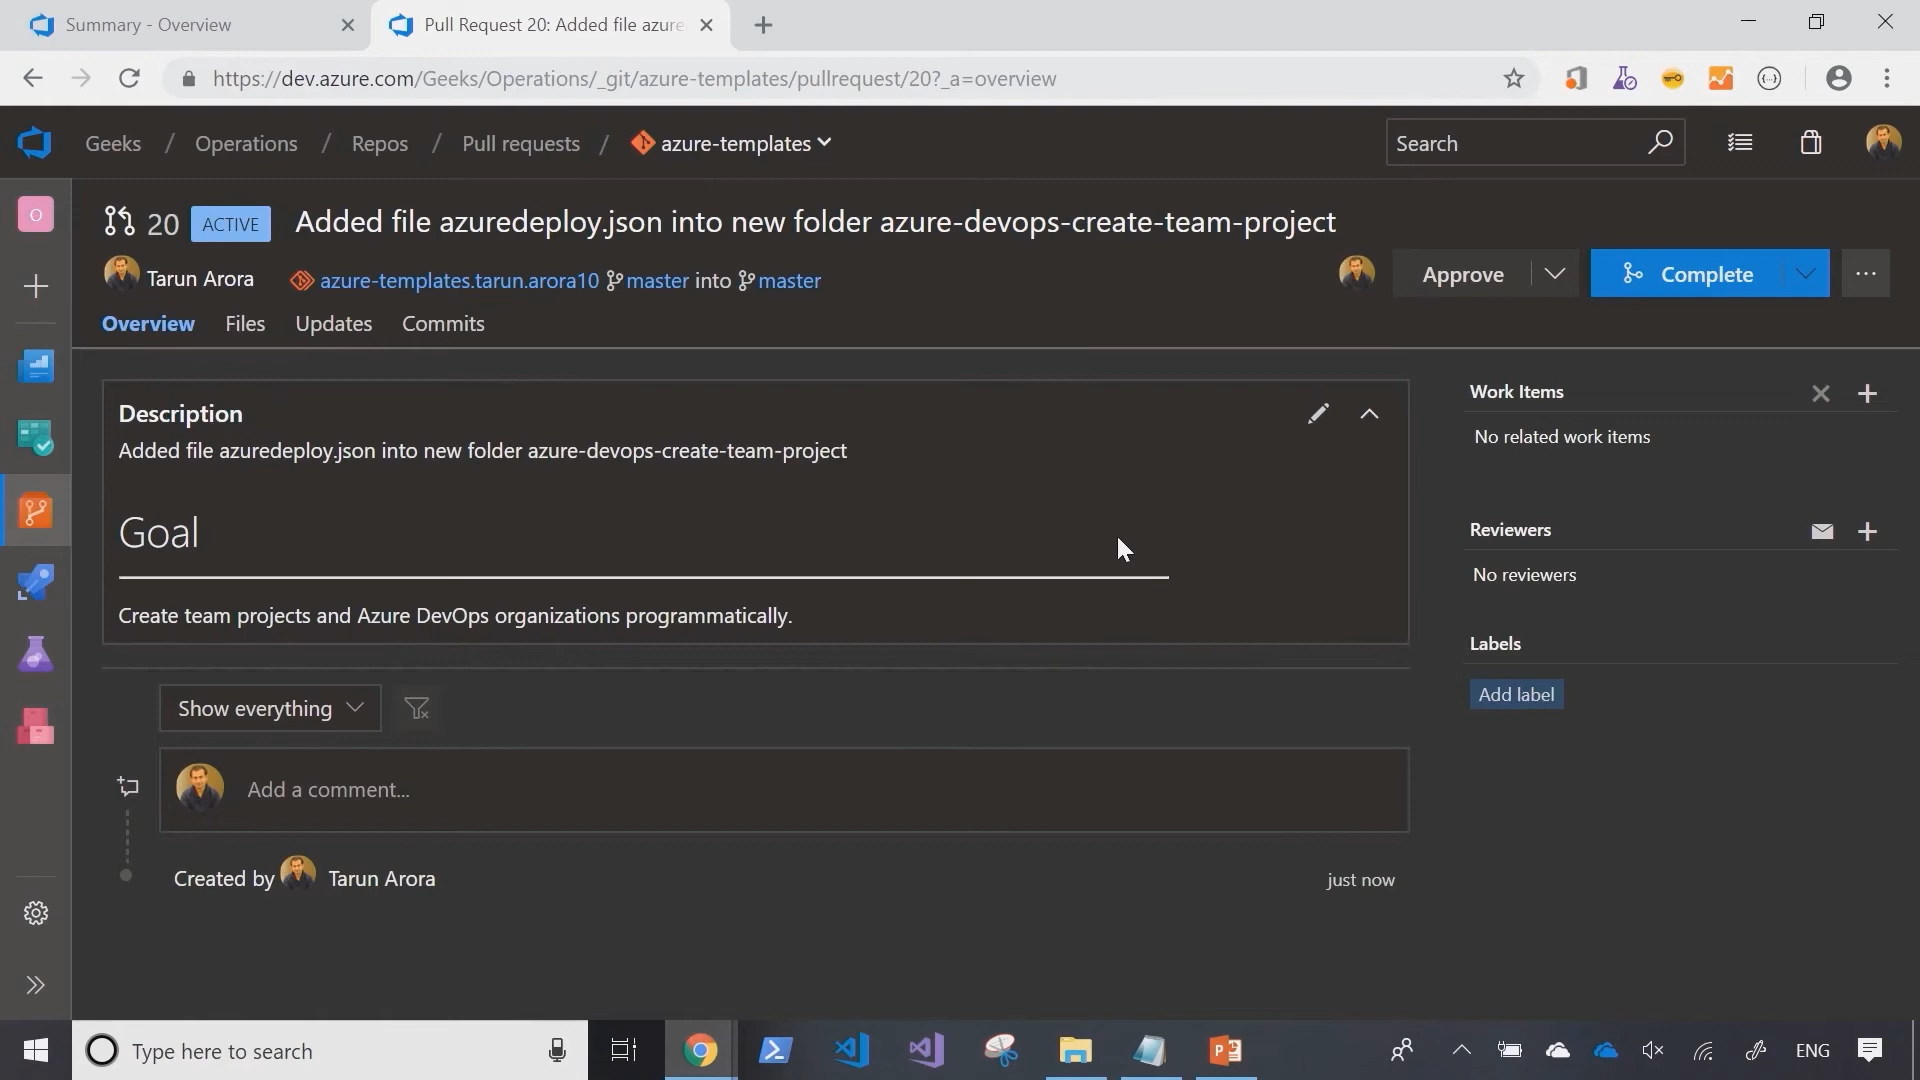 Summary - Overview
Pull Request 20: Added file azure
https://dev.azure.com/Geeks/Operations/_git/azure-templates/pullrequest/20?_a=overview
Geeks / Operations / Repos / Pull requests / azure-templates
Search
O
20 ACTIVE Added file azuredeploy.json into new folder azure-devops-create-team-project
Tarun Arora azure-templates.tarun.arora10 master into master
Approve
Complete
Overview Files Updates Commits
Description
Added file azuredeploy.json into new folder azure-devops-create-team-project
Goal
Create team projects and Azure DevOps organizations programmatically.
Work Items
No related work items
Reviewers
No reviewers
Labels
Add label
Show everything
Add a comment...
Created by Tarun Arora
just now
Type here to search
ENG